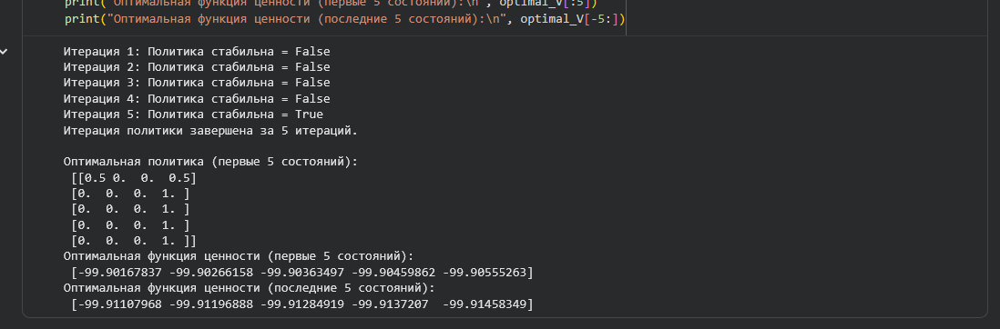 print("Оптимальная функция ценности (первые 5 состояний):\n", optimal_V[:5])
print("Оптимальная функция ценности (последние 5 состояний):\n", optimal_V[-5:])
Итерация 1: Политика стабильна = False
Итерация 2: Политика стабильна = False
Итерация 3: Политика стабильна = False
Итерация 4: Политика стабильна = False
Итерация 5: Политика стабильна = True
Итерация политики завершена за 5 итераций.
Оптимальная политика (первые 5 состояний):
[[0.5 0.  0.  0.5]
[0.  0.  0.  1. ]
[0.  0.  0.  1. ]
[0.  0.  0.  1. ]
[0.  0.  0.  1. ]]
Оптимальная функция ценности (первые 5 состояний):
[-99.90167837 -99.90266158 -99.90363497 -99.90459862 -99.90555263]
Оптимальная функция ценности (последние 5 состояний):
[-99.91107968 -99.91196888 -99.91284919 -99.9137207  -99.91458349]